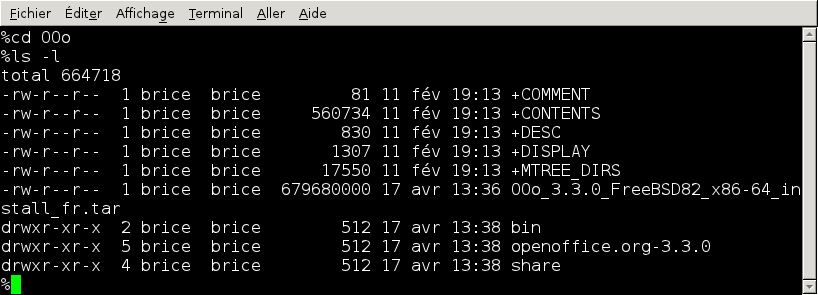 Fichier Éditer Affichage Terminal Aller Aide
%cd OOo
%ls -l
total 664718
-rw-r--r--  1 brice  brice         81 11 fév 19:13 +COMMENT
-rw-r--r--  1 brice  brice     560734 11 fév 19:13 +CONTENTS
-rw-r--r--  1 brice  brice        830 11 fév 19:13 +DESC
-rw-r--r--  1 brice  brice       1307 11 fév 19:13 +DISPLAY
-rw-r--r--  1 brice  brice      17550 11 fév 19:13 +MTREE_DIRS
-rw-r--r--  1 brice  brice  679680000 17 avr 13:36 OOo_3.3.0_FreeBSD82_x86-64_in
stall_fr.tar
drwxr-xr-x  2 brice  brice        512 17 avr 13:38 bin
drwxr-xr-x  5 brice  brice        512 17 avr 13:38 openoffice.org-3.3.0
drwxr-xr-x  4 brice  brice        512 17 avr 13:38 share
%